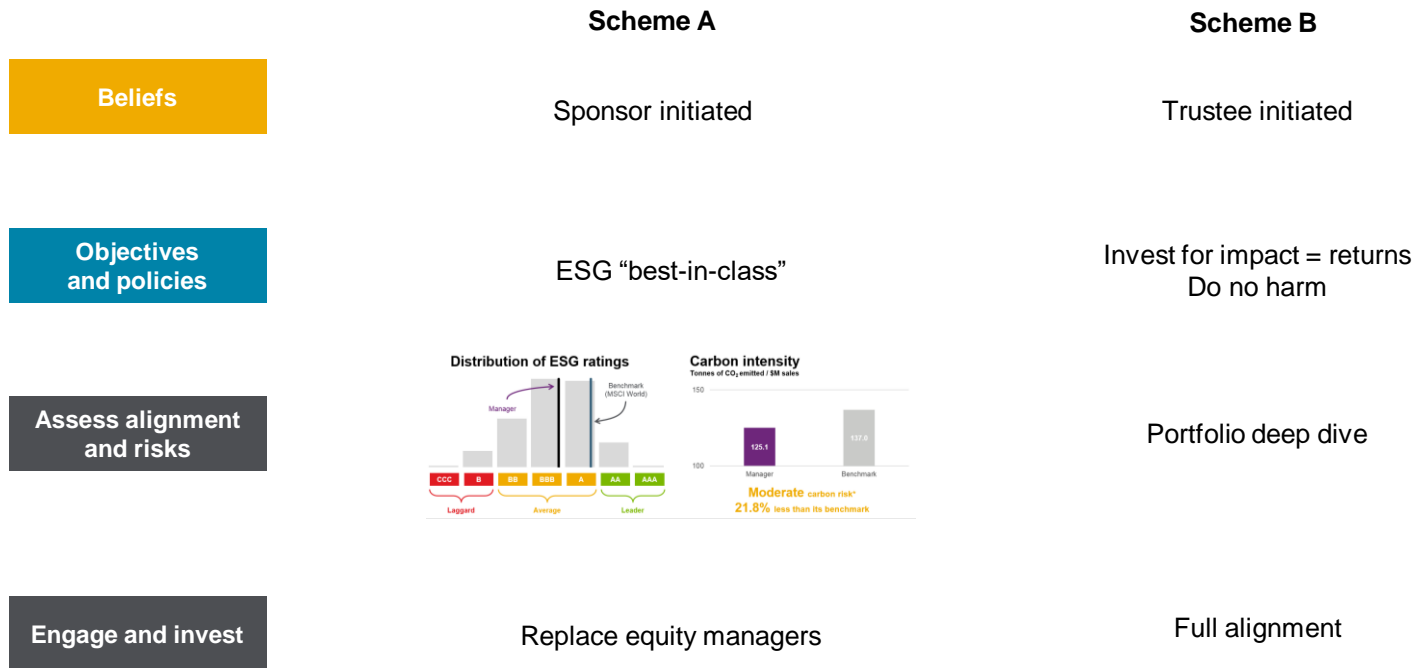 Scheme A
Scheme B
Beliefs
Sponsor initiated
Trustee initiated
Objectives
and policies
ESG “best-in-class”
Invest for impact = returns
Do no harm
Assess alignment
and risks
Distribution of ESG ratings
Manager
Benchmark
(MSCI World)
CCC
B
BB
BBB
A
AA
AAA
Laggard
Average
Leader
Carbon intensity
Tonnes of CO₂ emitted / $M sales
150
125.1
137.0
100
Manager
Benchmark
Moderate carbon risk*
21.8% less than its benchmark
Portfolio deep dive
Engage and invest
Replace equity managers
Full alignment